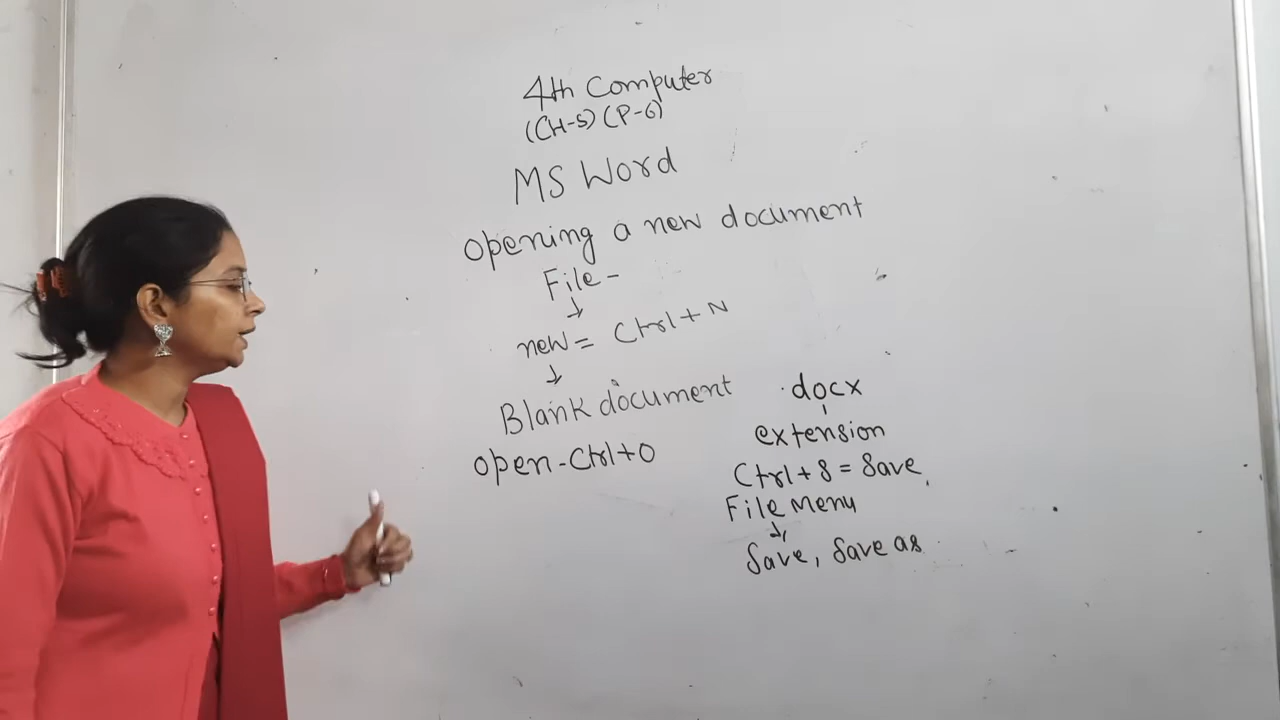 4th Computer
(CH-5) (P-6)
MS Word
opening a new document
File -
↓
new = Ctrl + N
↓
Blank document
open - Ctrl + O
.docx
extension
Ctrl + S = Save
File Menu
↓
Save, Save as